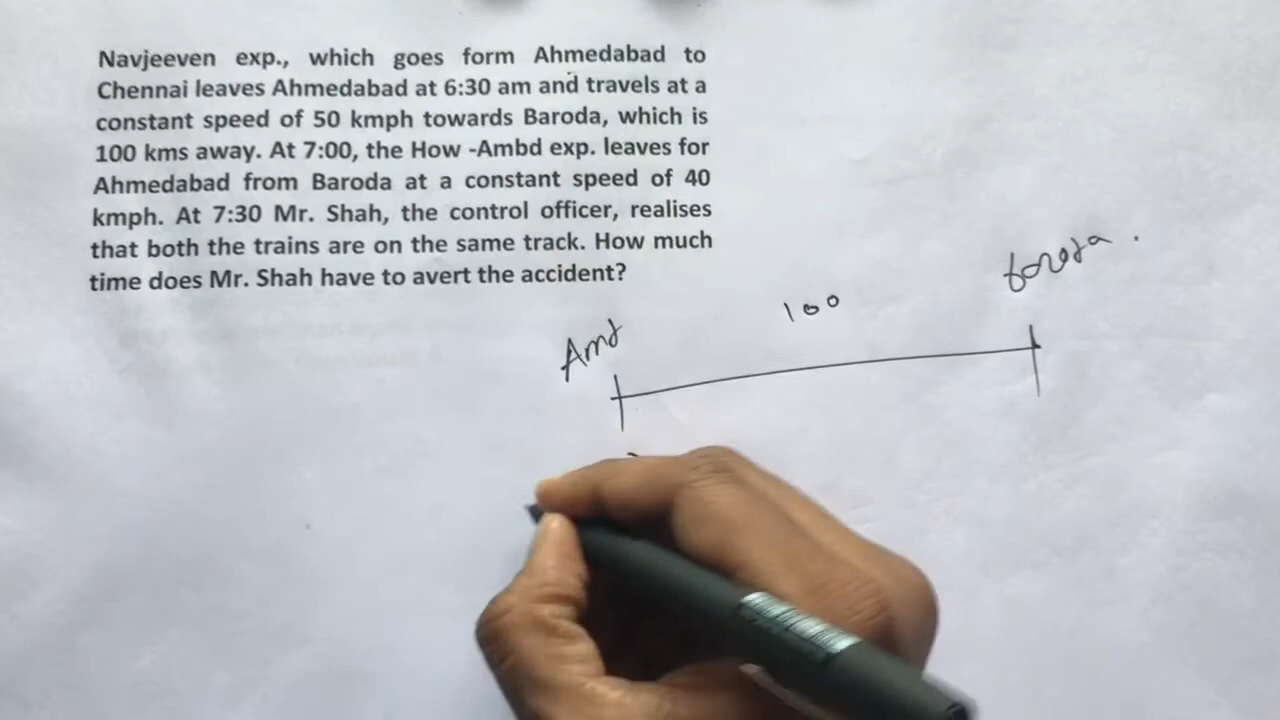 Navjeeven exp., which goes form Ahmedabad to
Chennai leaves Ahmedabad at 6:30 am and travels at a
constant speed of 50 kmph towards Baroda, which is
100 kms away. At 7:00, the How -Ambd exp. leaves for
Ahmedabad from Baroda at a constant speed of 40
kmph. At 7:30 Mr. Shah, the control officer, realises
that both the trains are on the same track. How much
time does Mr. Shah have to avert the accident?
Amd
100